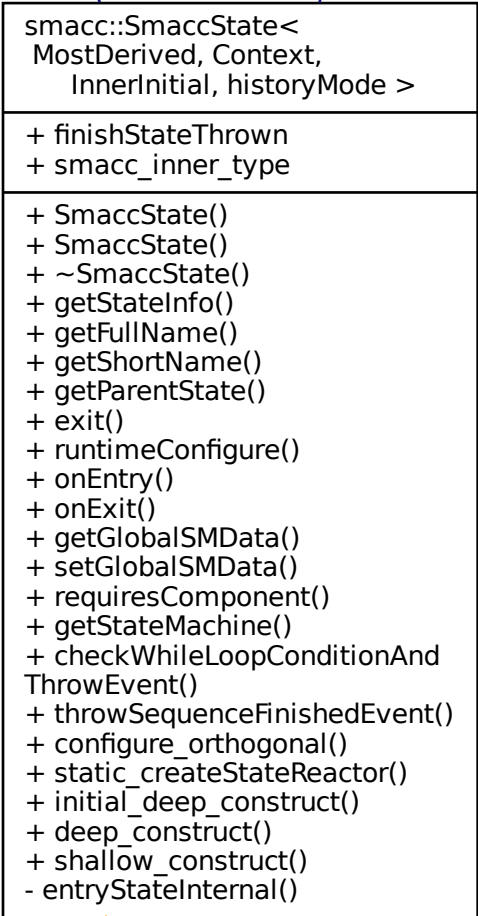 smacc::SmaccState<
MostDerived, Context,
InnerInitial, historyMode >
+ finishStateThrown
+ smacc_inner_type
+ SmaccState()
+ SmaccState()
+ ~SmaccState()
+ getStateInfo()
+ getFullName()
+ getShortName()
+ getParentState()
+ exit()
+ runtimeConfigure()
+ onEntry()
+ onExit()
+ getGlobalSMData()
+ setGlobalSMData()
+ requiresComponent()
+ getStateMachine()
+ checkWhileLoopConditionAnd
ThrowEvent()
+ throwSequenceFinishedEvent()
+ configure_orthogonal()
+ static_createStateReactor()
+ initial_deep_construct()
+ deep_construct()
+ shallow_construct()
- entryStateInternal()